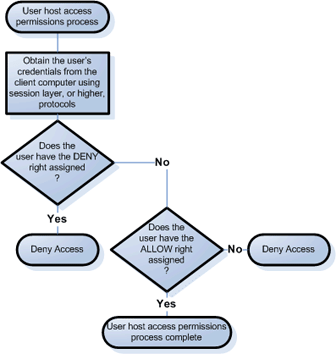 User host access
permissions process
Obtain the user's
credentials from the
client computer using
session layer, or higher,
protocols
Does the
user have the DENY
right assigned
?
No
Yes
Deny Access
Does the
user have the
ALLOW right
assigned
?
No
Deny Access
Yes
User host access permissions
process complete